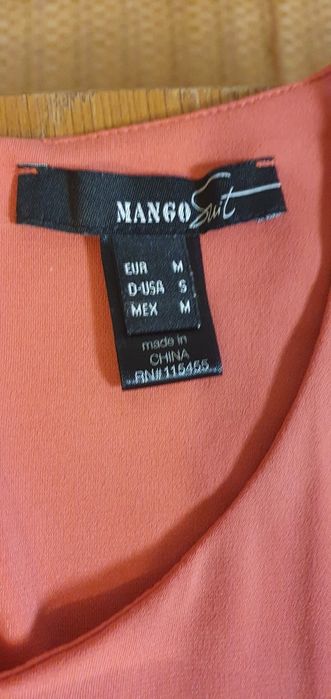 MANGO Suit
EUR M
D-USA S
MEX M
made in
CHINA
RN#115455